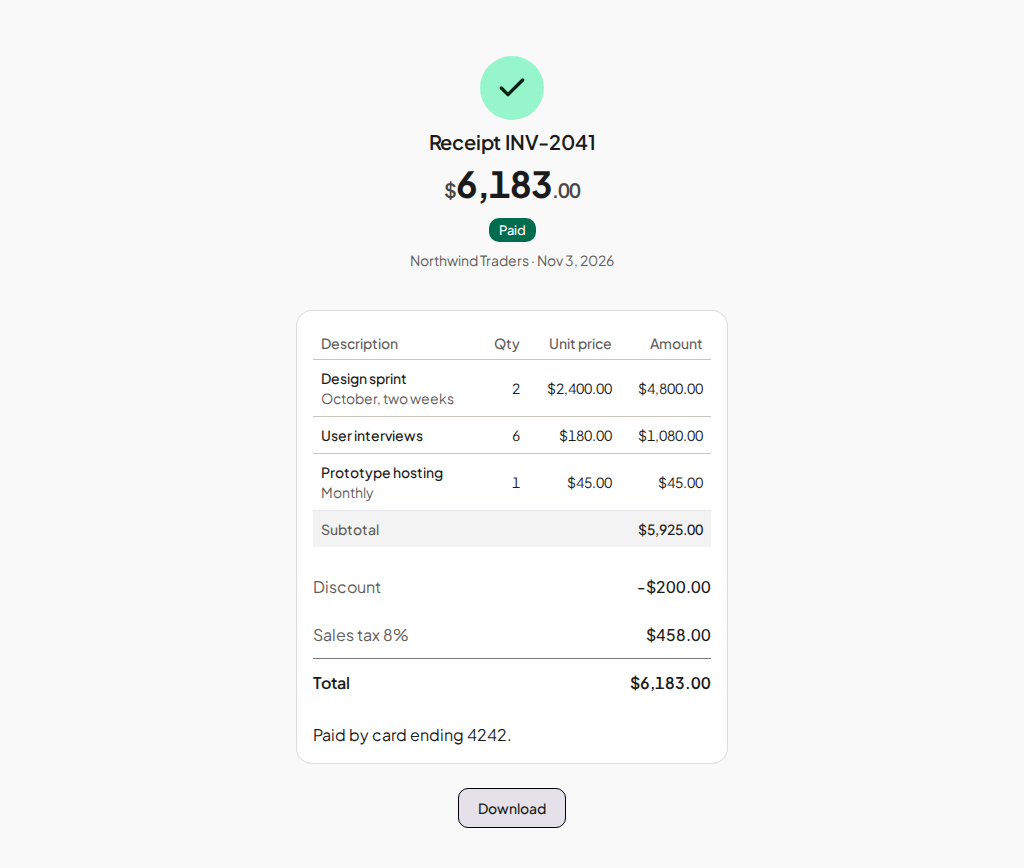 Receipt INV-2041
$6,183.00
Paid
Northwind Traders · Nov 3, 2026
Description Qty Unit price Amount
Design sprint 2 $2,400.00 $4,800.00
October, two weeks
User interviews 6 $180.00 $1,080.00
Prototype hosting 1 $45.00 $45.00
Monthly
Subtotal $5,925.00
Discount -$200.00
Sales tax 8% $458.00
Total $6,183.00
Paid by card ending 4242.
Download